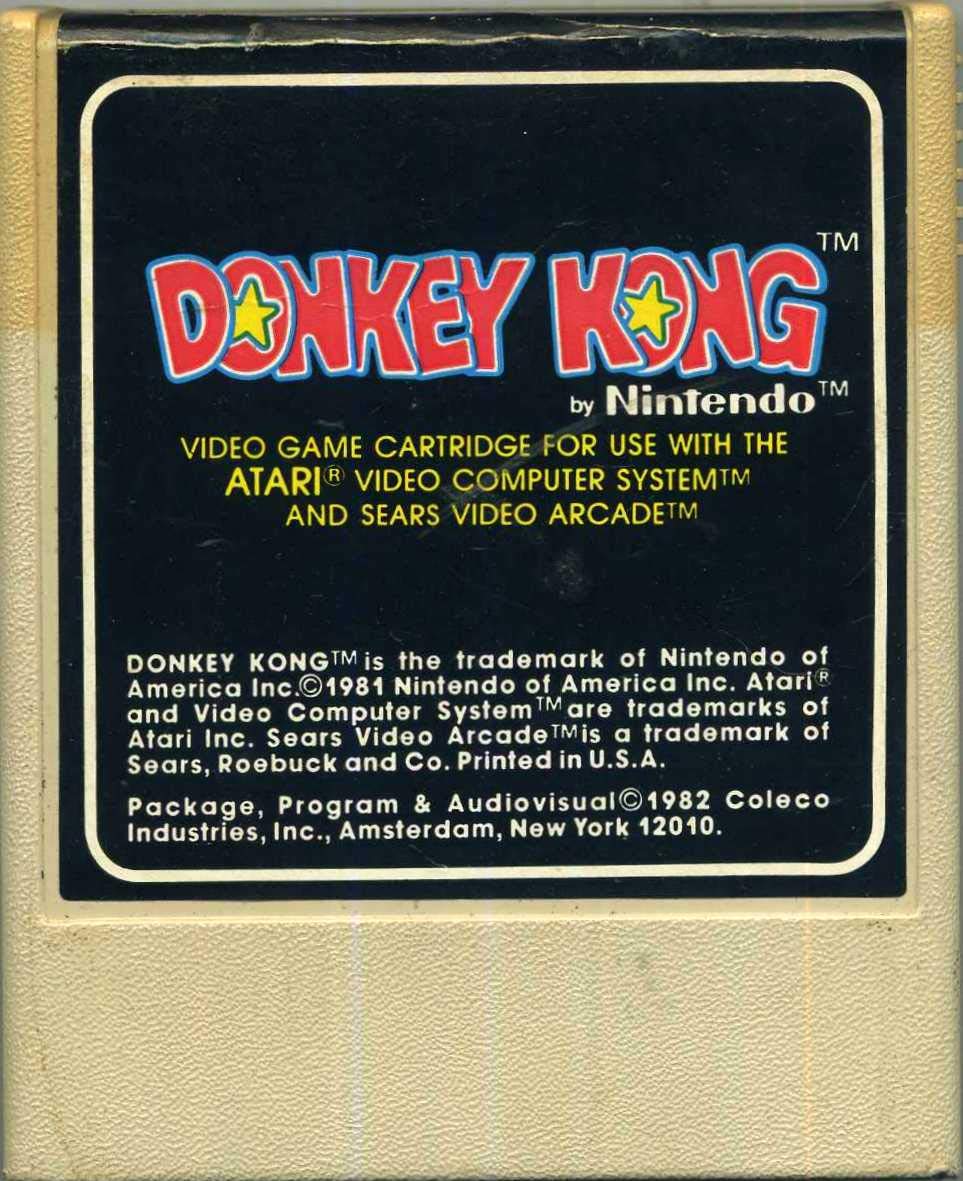 DONKEY KONG™
by Nintendo™
VIDEO GAME CARTRIDGE FOR USE WITH THE
ATARI® VIDEO COMPUTER SYSTEM™
AND SEARS VIDEO ARCADE™
DONKEY KONG™ is the trademark of Nintendo of
America Inc.©1981 Nintendo of America Inc. Atari®
and Video Computer System™ are trademarks of
Atari Inc. Sears Video Arcade™ is a trademark of
Sears, Roebuck and Co. Printed in U.S.A.
Package, Program & Audiovisual©1982 Coleco
Industries, Inc., Amsterdam, New York 12010.